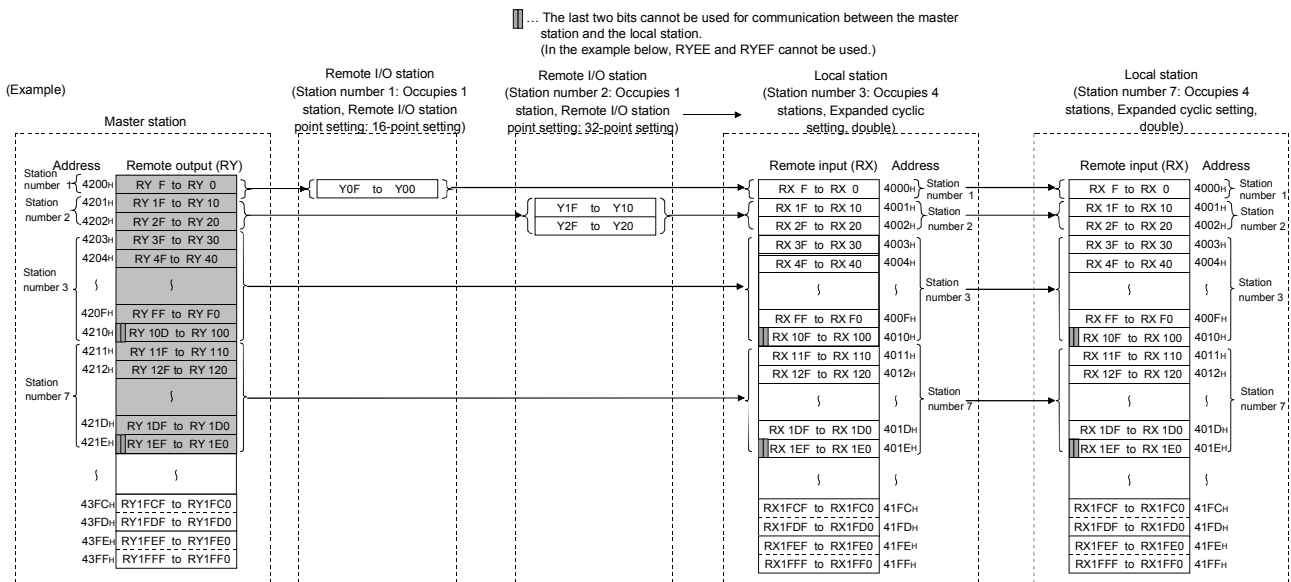 ... The last two bits cannot be used for communication between the master
station and the local station.
(In the example below, RYEE and RYEF cannot be used.)
(Example)
Master station
Remote I/O station
(Station number 1: Occupies 1
station, Remote I/O station
point setting: 16-point setting)
Remote I/O station
(Station number 2: Occupies 1
station, Remote I/O station
point setting: 32-point setting)
Local station
(Station number 3: Occupies 4
stations, Expanded cyclic
setting, double)
Local station
(Station number 7: Occupies 4
stations, Expanded cyclic setting,
double)
Address Remote output (RY)
Station
number 1
4200H RY F to RY 0
Station
number 2
4201H RY 1F to RY 10
4202H RY 2F to RY 20
Station
number 3
4203H RY 3F to RY 30
4204H RY 4F to RY 40
420FH RY FF to RY F0
4210H RY 10D to RY 100
Station
number 7
4211H RY 11F to RY 110
4212H RY 12F to RY 120
421DH RY 1DF to RY 1D0
421EH RY 1EF to RY 1E0
43FCH RY1FCF to RY1FC0
43FDH RY1FDF to RY1FD0
43FEH RY1FEF to RY1FE0
43FFH RY1FFF to RY1FF0
Y0F to Y00
Y1F to Y10
Y2F to Y20
Remote input (RX) Address
RX F to RX 0 4000H
Station
number 1
RX 1F to RX 10 4001H
RX 2F to RX 20 4002H
Station
number 2
RX 3F to RX 30 4003H
RX 4F to RX 40 4004H
RX FF to RX F0 400FH
RX 10F to RX 100 4010H
Station
number 3
RX 11F to RX 110 4011H
RX 12F to RX 120 4012H
RX 1DF to RX 1D0 401DH
RX 1EF to RX 1E0 401EH
Station
number 7
RX1FCF to RX1FC0 41FCH
RX1FDF to RX1FD0 41FDH
RX1FEF to RX1FE0 41FEH
RX1FFF to RX1FF0 41FFH
Remote input (RX) Address
RX F to RX 0 4000H
Station
number 1
RX 1F to RX 10 4001H
RX 2F to RX 20 4002H
Station
number 2
RX 3F to RX 30 4003H
RX 4F to RX 40 4004H
RX FF to RX F0 400FH
RX 10F to RX 100 4010H
Station
number 3
RX 11F to RX 110 4011H
RX 12F to RX 120 4012H
RX 1DF to RX 1D0 401DH
RX 1EF to RX 1E0 401EH
Station
number 7
RX1FCF to RX1FC0 41FCH
RX1FDF to RX1FD0 41FDH
RX1FEF to RX1FE0 41FEH
RX1FFF to RX1FF0 41FFH